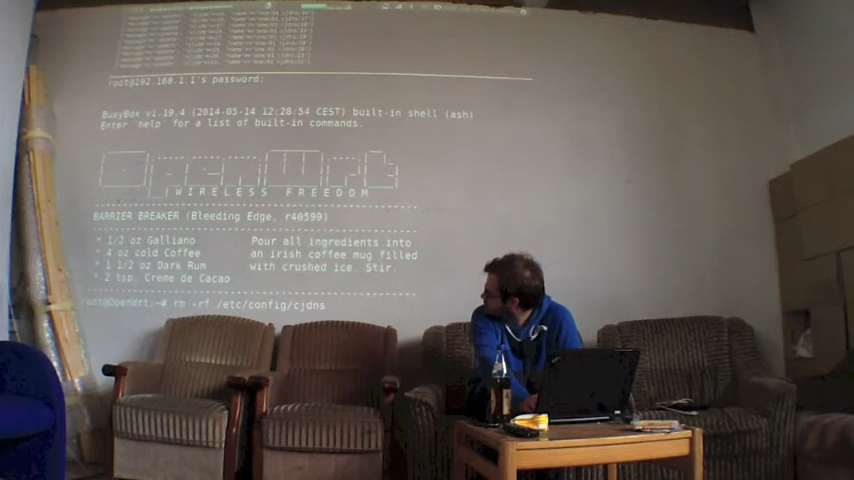 root@192.168.1.1's password:
BusyBox v1.19.4 (2014-05-14 12:28:54 CEST) built-in shell (ash)
Enter 'help' for a list of built-in commands.
OpenWrt
WIRELESS FREEDOM
BARRIER BREAKER (Bleeding Edge, r40599)
* 1/2 oz Galliano Pour all ingredients into
* 4 oz cold Coffee an irish coffee mug filled
* 1 1/2 oz Dark Rum with crushed ice. Stir.
* 2 tsp. Creme de Cacao
root@OpenWrt:~# rm -rf /etc/config/cjdns